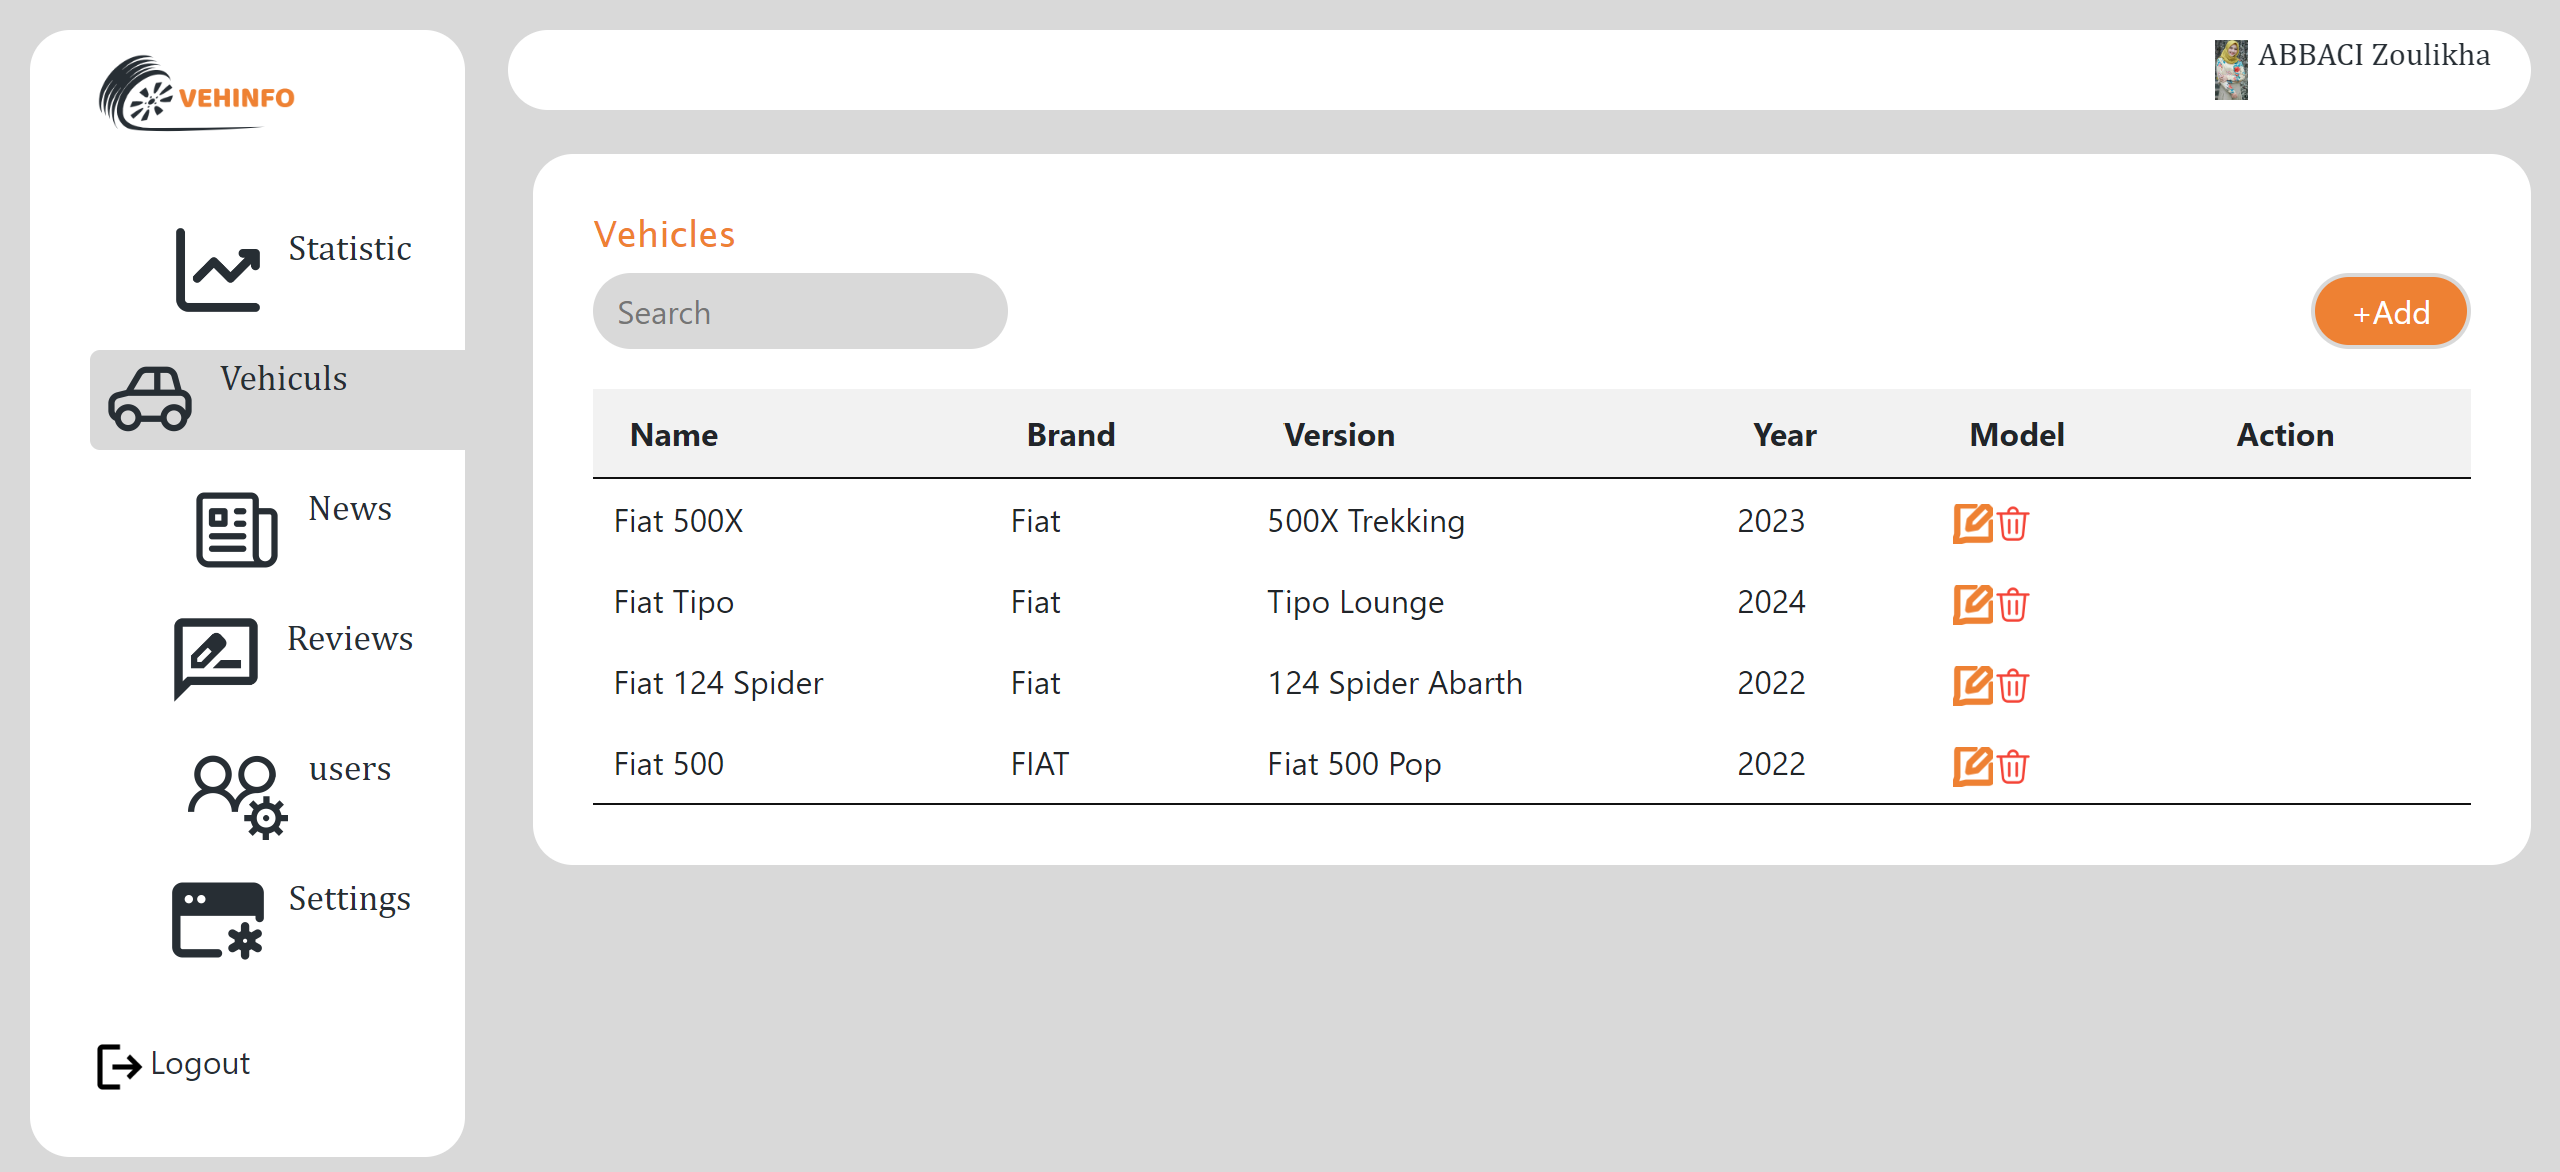 VEHINFO
Statistic
Vehiculs
News
Reviews
users
Settings
Logout
ABBACI Zoulikha
Vehicles
Search
+Add
Name Brand Version Year Model Action
Fiat 500X Fiat 500X Trekking 2023
Fiat Tipo Fiat Tipo Lounge 2024
Fiat 124 Spider Fiat 124 Spider Abarth 2022
Fiat 500 FIAT Fiat 500 Pop 2022